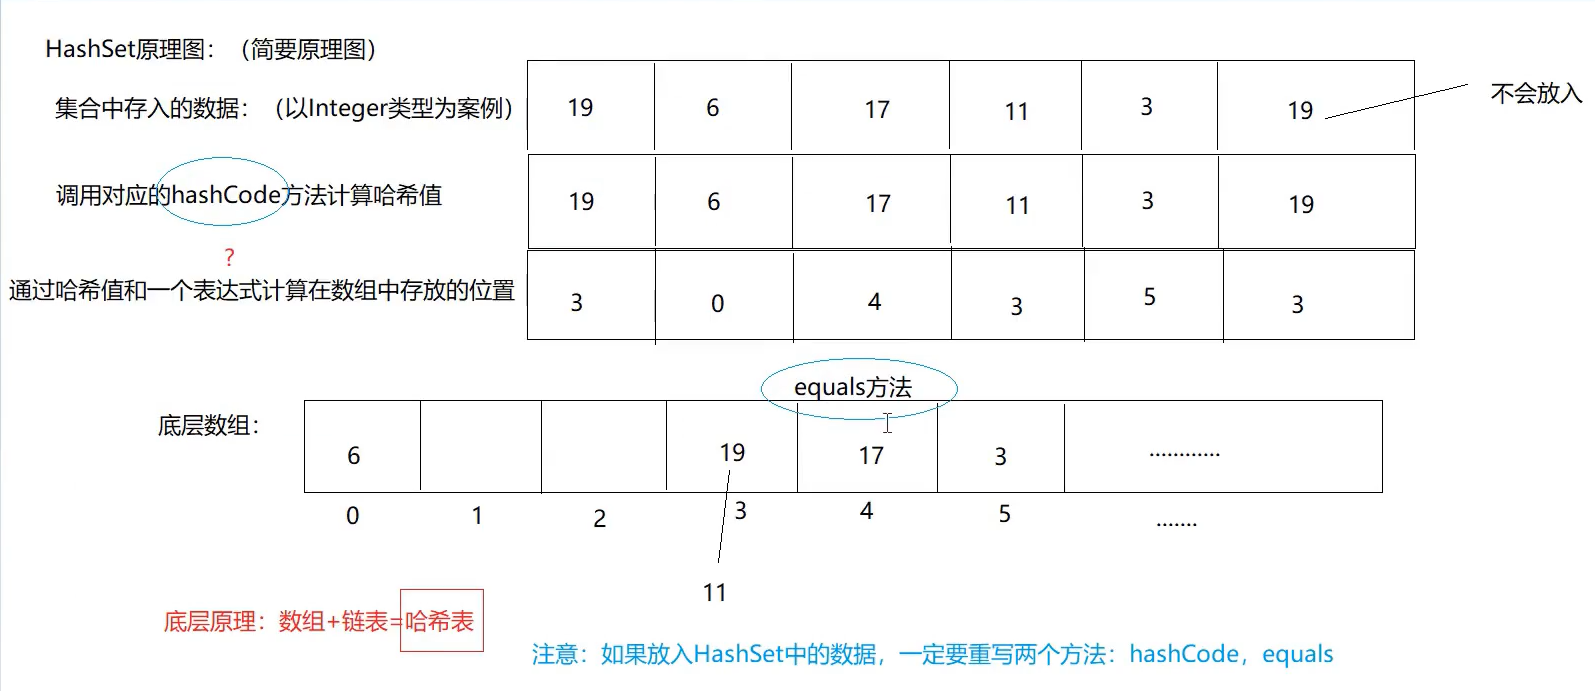 HashSet原理图：（简要原理图）
集合中存入的数据：（以Integer类型为案例）
19 6 17 11 3 19
不会放入
调用对应的hashCode方法计算哈希值
19 6 17 11 3 19
?
通过哈希值和一个表达式计算在数组中存放的位置
3 0 4 3 5 3
equals方法
底层数组：
6 19 17 3 ............
0 1 2 3 4 5 .......
11
底层原理：数组+链表=哈希表
注意：如果放入HashSet中的数据，一定要重写两个方法：hashCode，equals